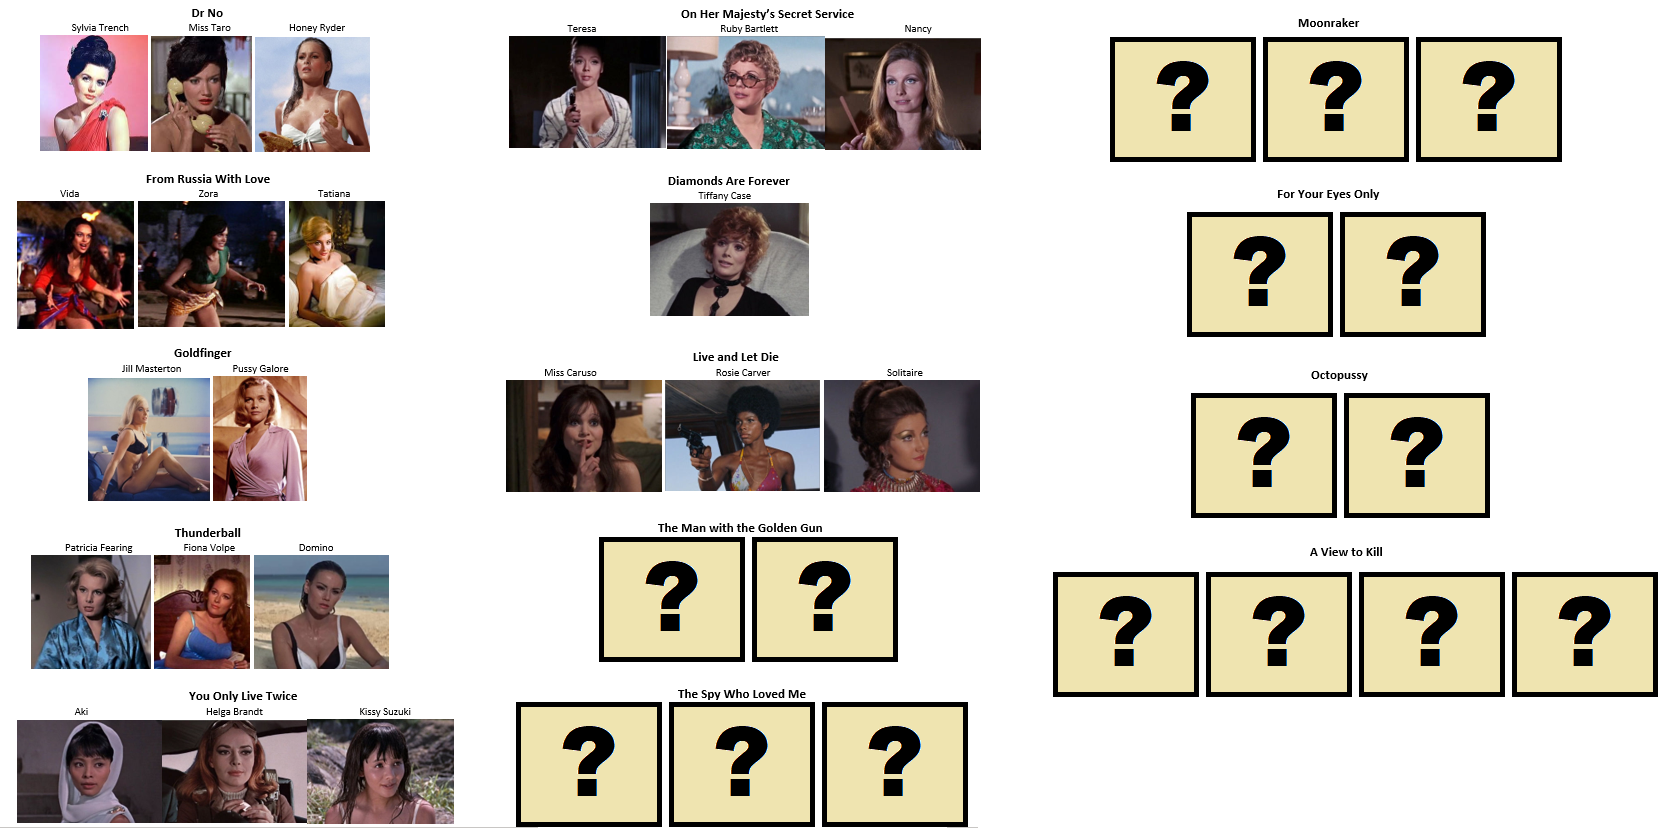 Dr No
Sylvia Trench
Miss Taro
Honey Ryder
From Russia With Love
Vida
Zora
Tatiana
Goldfinger
Jill Masterton
Pussy Galore
Thunderball
Patricia Fearing
Fiona Volpe
Domino
You Only Live Twice
Aki
Helga Brandt
Kissy Suzuki
On Her Majesty's Secret Service
Teresa
Ruby Bartlett
Nancy
Diamonds Are Forever
Tiffany Case
Live and Let Die
Miss Caruso
Rosie Carver
Solitaire
The Man with the Golden Gun
? ?
The Spy Who Loved Me
? ? ?
Moonraker
? ? ?
For Your Eyes Only
? ?
Octopussy
? ?
A View to Kill
? ? ? ?